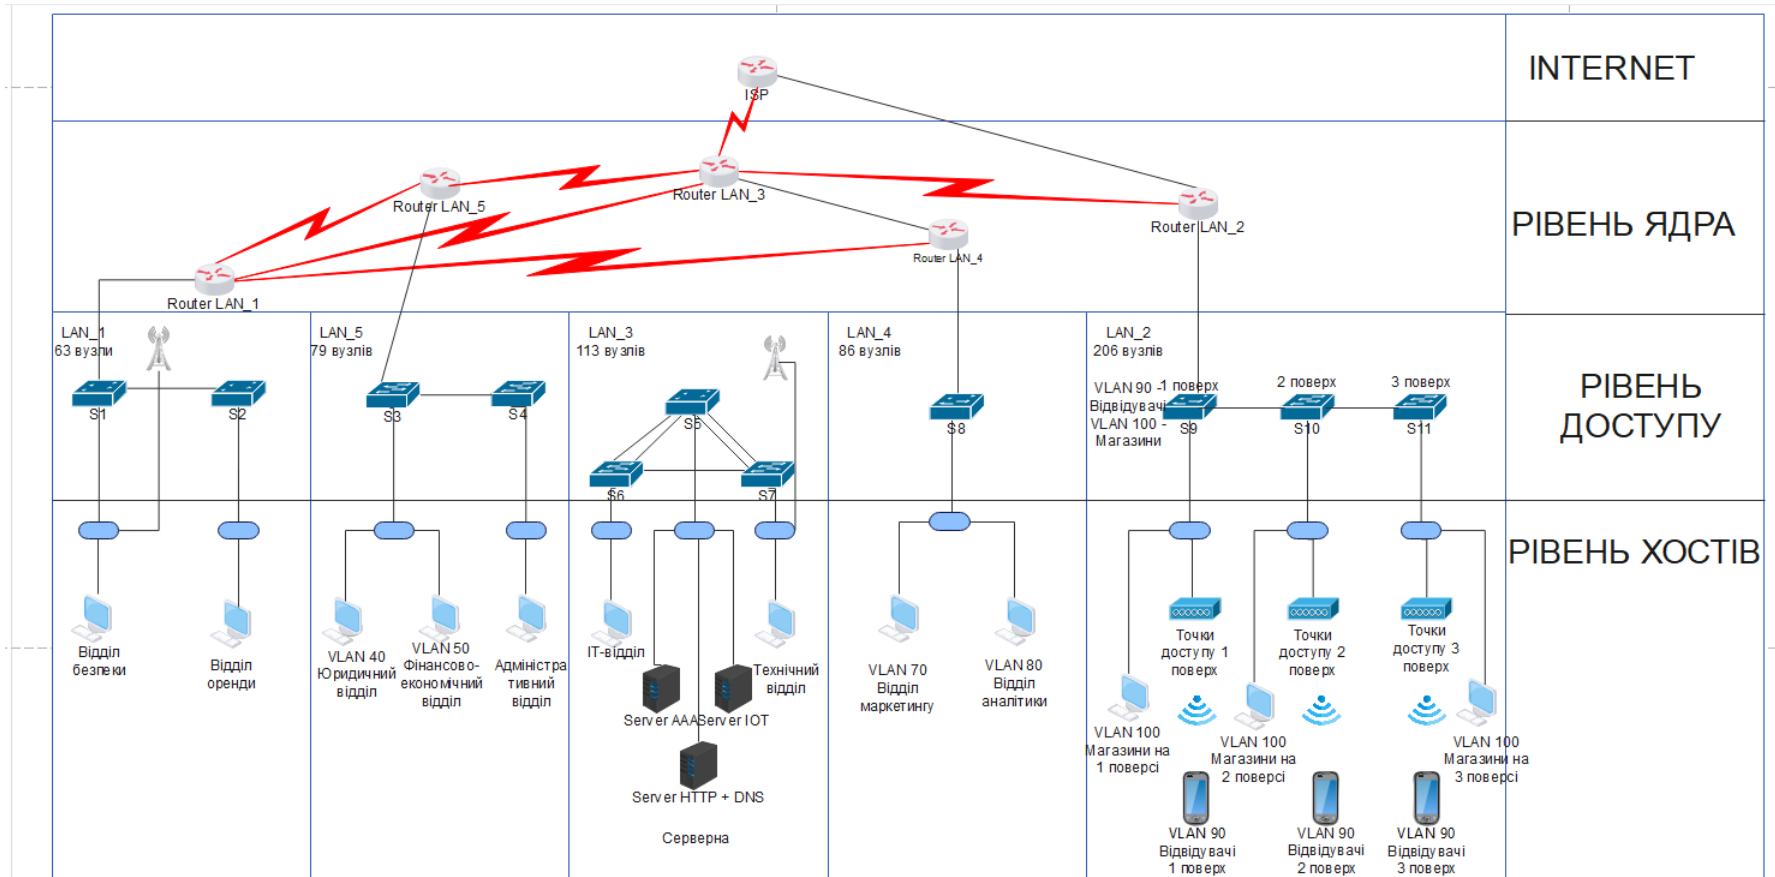 INTERNET
ISP
РІВЕНЬ ЯДРА
Router LAN_5
Router LAN_3
Router LAN_2
Router LAN_4
Router LAN_1
РІВЕНЬ
ДОСТУПУ
LAN_1
63 вузли
S1
S2
LAN_5
79 вузлів
S3
S4
LAN_3
113 вузлів
S5
S6
S7
LAN_4
86 вузлів
S8
LAN_2
206 вузлів
VLAN 90 -
Відвідувачі
VLAN 100 -
Магазини
1 поверх
2 поверх
3 поверх
S9
S10
S11
РІВЕНЬ ХОСТІВ
Відділ
безпеки
Відділ
оренди
VLAN 40
Юридичний
відділ
VLAN 50
Фінансово-
економічний
відділ
Адміністра
тивний
відділ
ІТ-відділ
Технічний
відділ
Server AAA
Server IOT
Server HTTP + DNS
Серверна
VLAN 70
Відділ
маркетингу
VLAN 80
Відділ
аналітики
Точки
доступу 1
поверх
Точки
доступу 2
поверх
Точки
доступу 3
поверх
VLAN 100
Магазини на
1 поверсі
VLAN 100
Магазини на
2 поверсі
VLAN 100
Магазини на
3 поверсі
VLAN 90
Відвідувачі
1 поверх
VLAN 90
Відвідувачі
2 поверх
VLAN 90
Відвідувачі
3 поверх